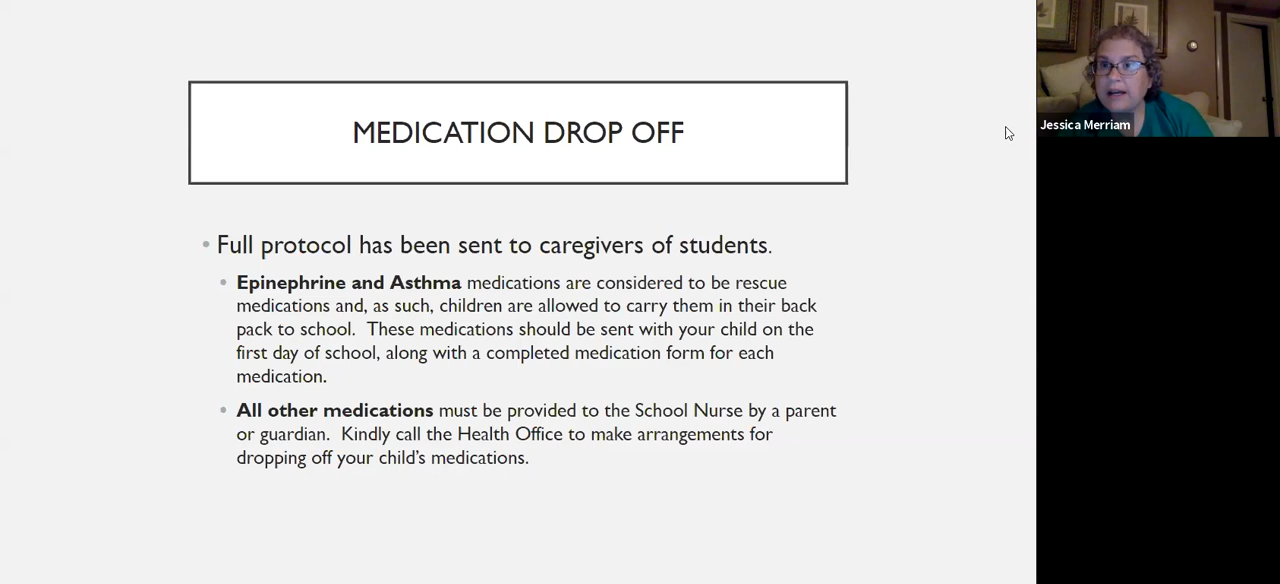 MEDICATION DROP OFF
Jessica Merriam
• Full protocol has been sent to caregivers of students.
• Epinephrine and Asthma medications are considered to be rescue
medications and, as such, children are allowed to carry them in their back
pack to school.  These medications should be sent with your child on the
first day of school, along with a completed medication form for each
medication.
• All other medications must be provided to the School Nurse by a parent
or guardian.  Kindly call the Health Office to make arrangements for
dropping off your child’s medications.